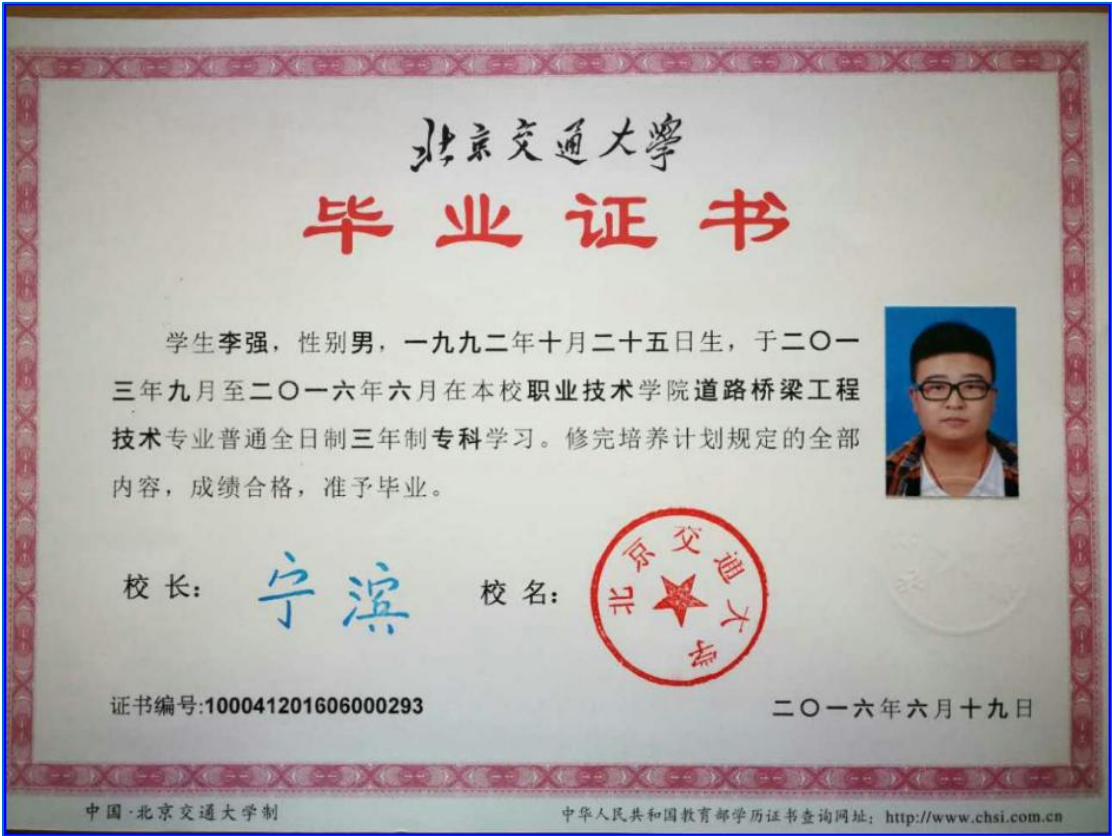 北京交通大學
毕业证书
学生李强，性别男，一九九二年十月二十五日生，于二〇一
三年九月至二〇一六年六月在本校职业技术学院道路桥梁工程
技术专业普通全日制三年制专科学习。修完培养计划规定的全部
内容，成绩合格，准予毕业。
校长：宁滨 校名：北京交通大学
证书编号:100041201606000293
二〇一六年六月十九日
中国·北京交通大学制
中华人民共和国教育部学历证书查询网址：http://www.chsi.com.cn